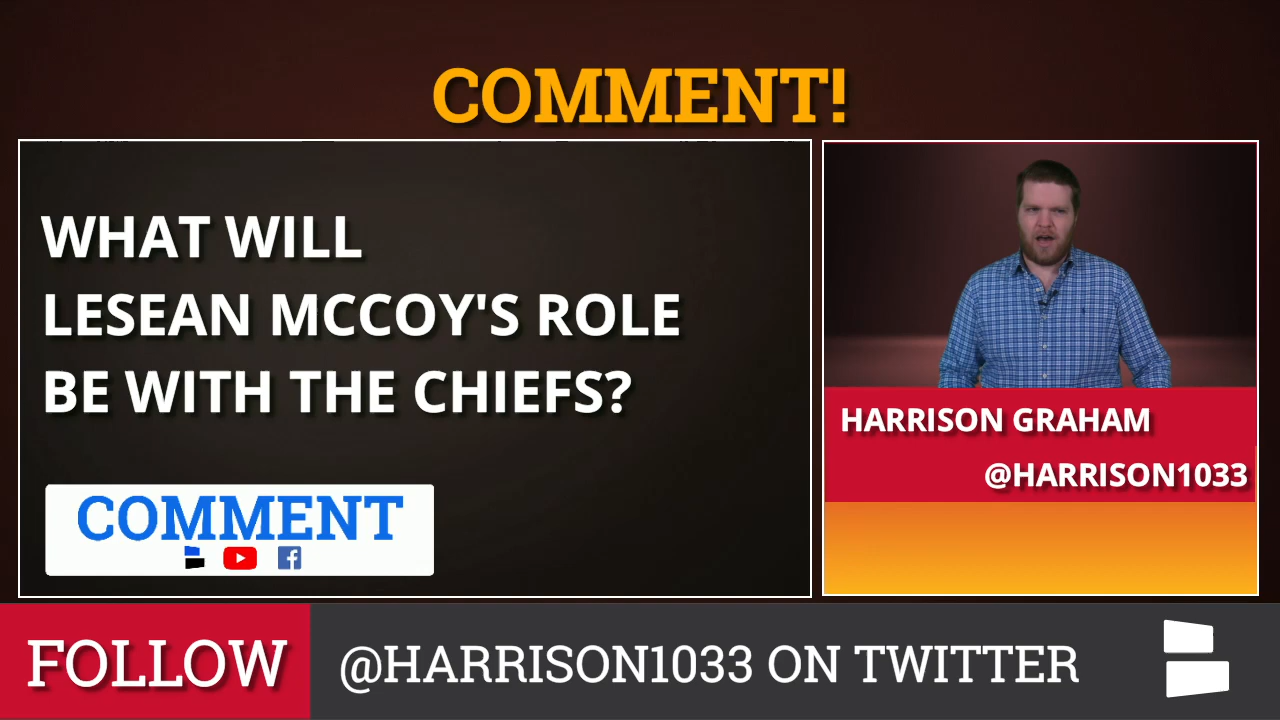 COMMENT!
WHAT WILL
LESEAN MCCOY'S ROLE
BE WITH THE CHIEFS?
COMMENT
HARRISON GRAHAM
@HARRISON1033
FOLLOW
@HARRISON1033 ON TWITTER